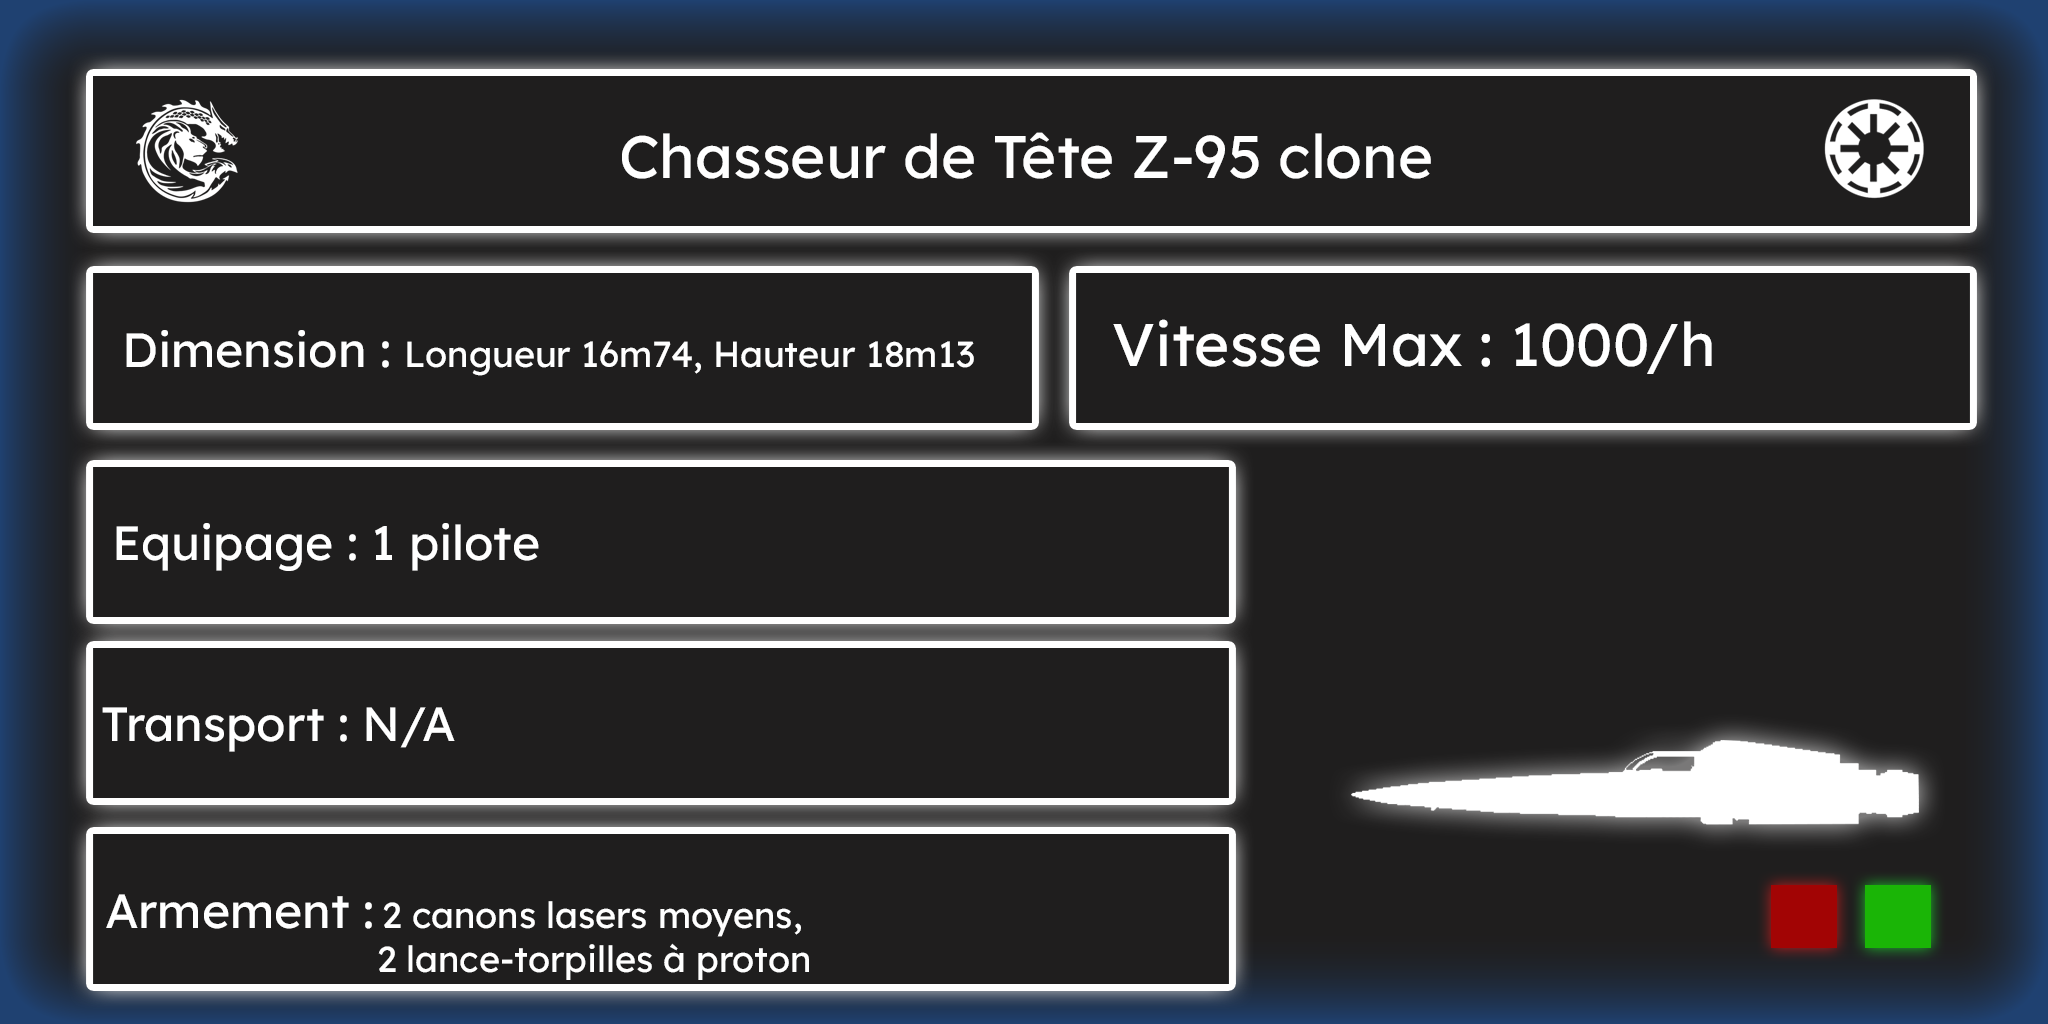 Chasseur de Tête Z-95 clone
Dimension : Longueur 16m74, Hauteur 18m13
Vitesse Max : 1000/h
Equipage : 1 pilote
Transport : N/A
Armement : 2 canons lasers moyens,
2 lance-torpilles à proton